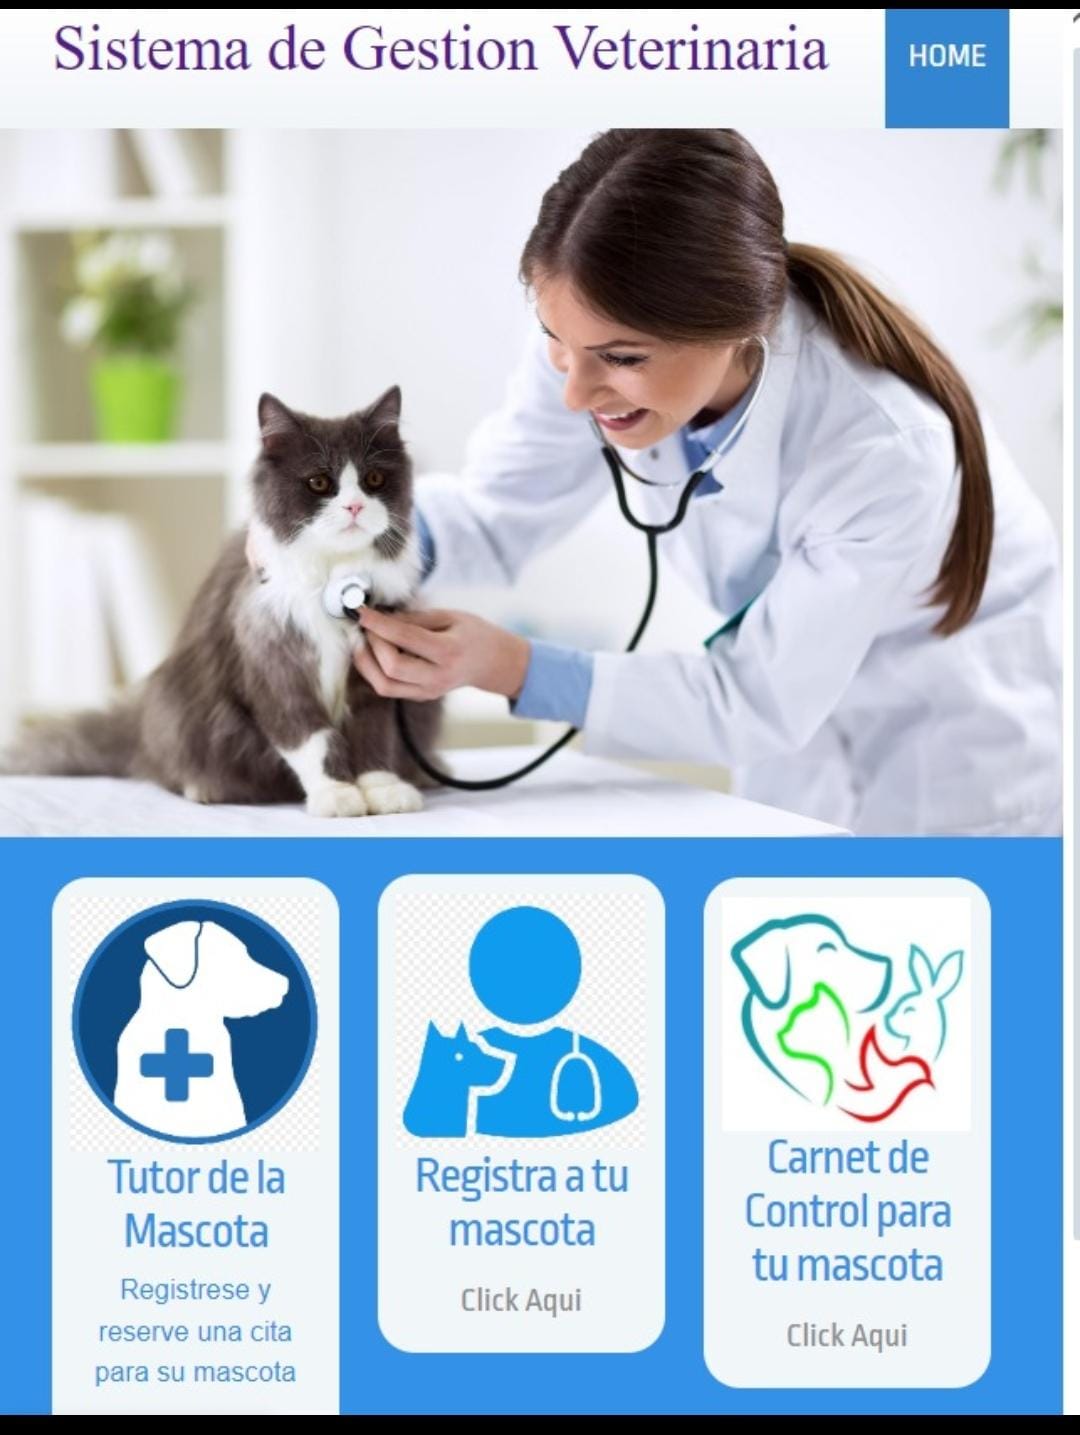 Sistema de Gestion Veterinaria
HOME
Tutor de la
Mascota
Registrese y
reserve una cita
para su mascota
Registra a tu
mascota
Click Aqui
Carnet de
Control para
tu mascota
Click Aqui